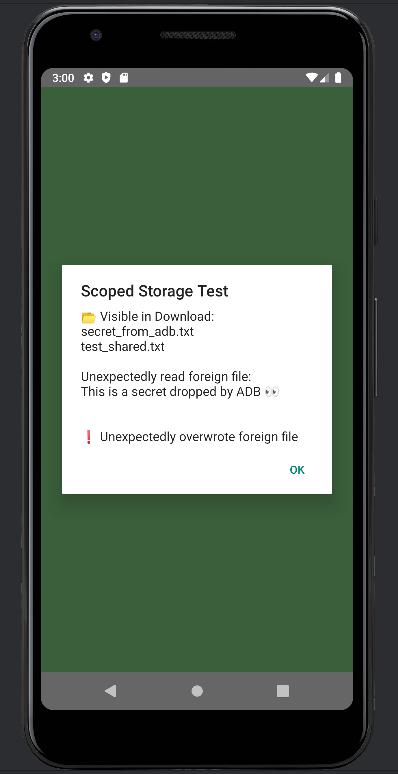 3:00
Scoped Storage Test
📁 Visible in Download:
secret_from_adb.txt
test_shared.txt
Unexpectedly read foreign file:
This is a secret dropped by ADB 👀
❗ Unexpectedly overwrote foreign file
OK